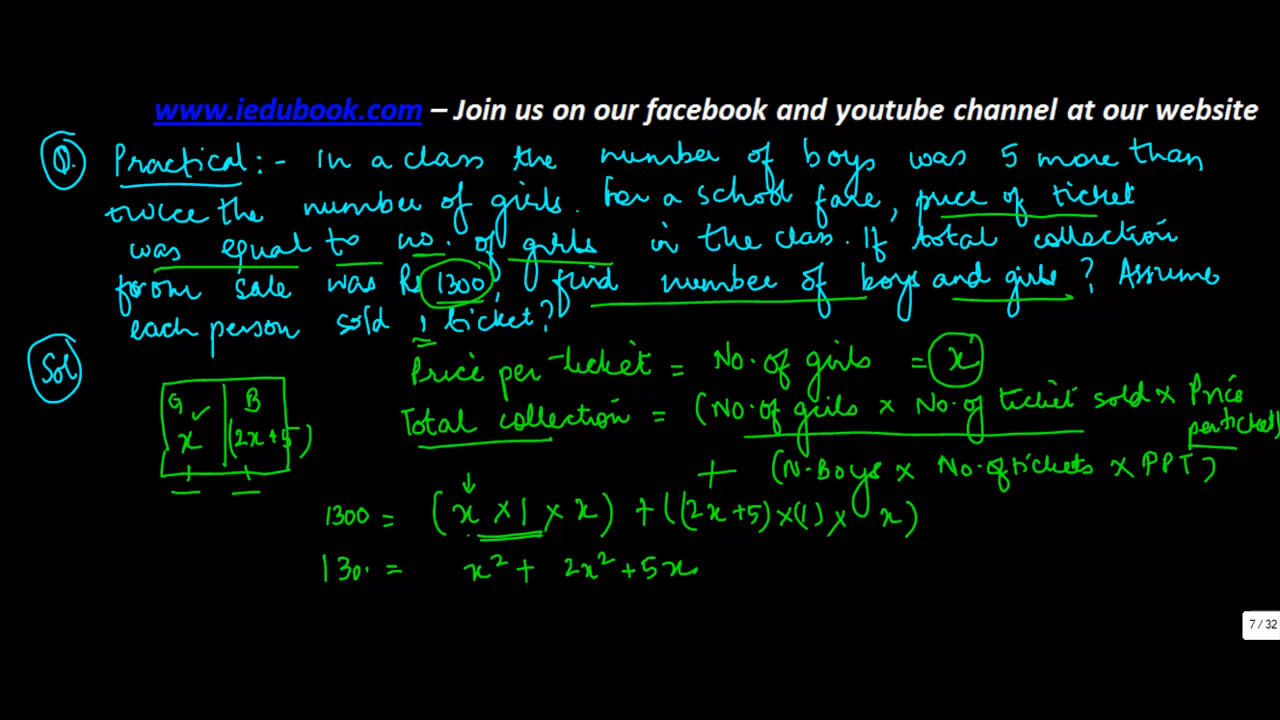 www.iedubook.com – Join us on our facebook and youtube channel at our website
Q. Practical:- In a class the number of boys was 5 more than
twice the number of girls. For a school fare, price of ticket
was equal to no. of girls in the class. If total collection
from sale was Rs 1300, find number of boys and girls? Assume
each person sold 1 ticket?
Sol
Price per ticket = No. of girls = x
G B
x (2x+5)
Total collection = (No. of girls x No. of ticket sold x Price
per ticket)
+ (N. Boys x No. of tickets x PPT)
1300 = (x × 1 × x) + ((2x+5)×(1)× x)
130. = x² + 2x² + 5x
7 / 32